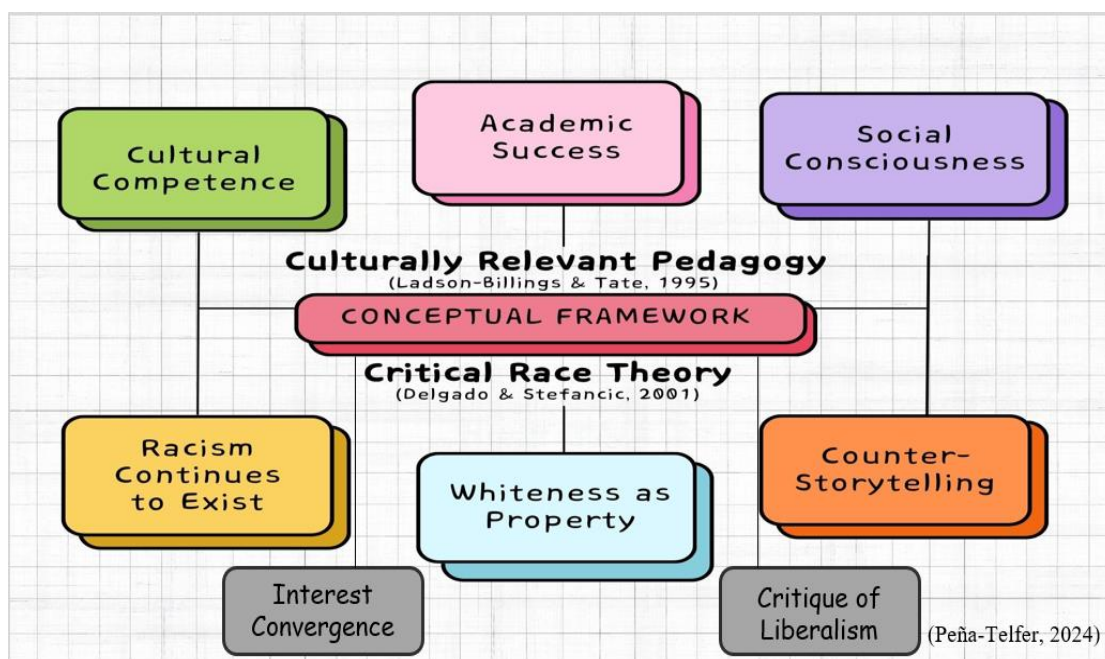 Cultural
Competence
Academic
Success
Social
Consciousness
Culturally Relevant Pedagogy
(Ladson-Billings & Tate, 1995)
CONCEPTUAL FRAMEWORK
Critical Race Theory
(Delgado & Stefancic, 2001)
Racism
Continues
to Exist
Whiteness as
Property
Counter-
Storytelling
Interest
Convergence
Critique of
Liberalism
(Peña-Telfer, 2024)